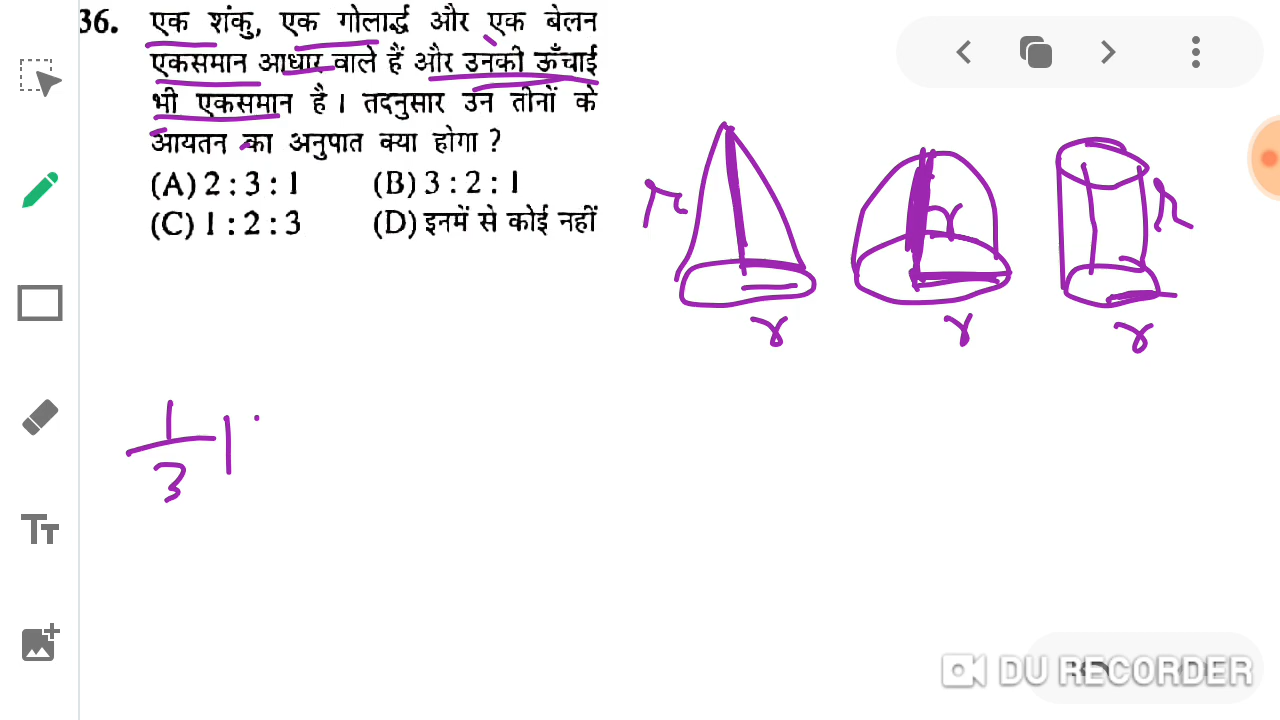 36. एक शंकु, एक गोलार्द्ध और एक बेलन
एकसमान आधार वाले हैं और उनकी ऊँचाई
भी एकसमान है। तदनुसार उन तीनों के
आयतन का अनुपात क्या होगा ?
(A) 2 : 3 : 1 (B) 3 : 2 : 1
(C) 1 : 2 : 3 (D) इनमें से कोई नहीं
r r r
1
3
Tт
DU RECORDER